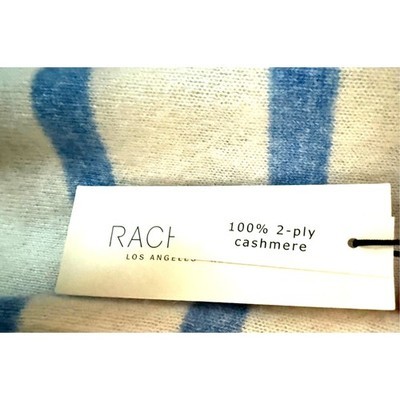 RACH
LOS ANGELES
100% 2-ply
cashmere